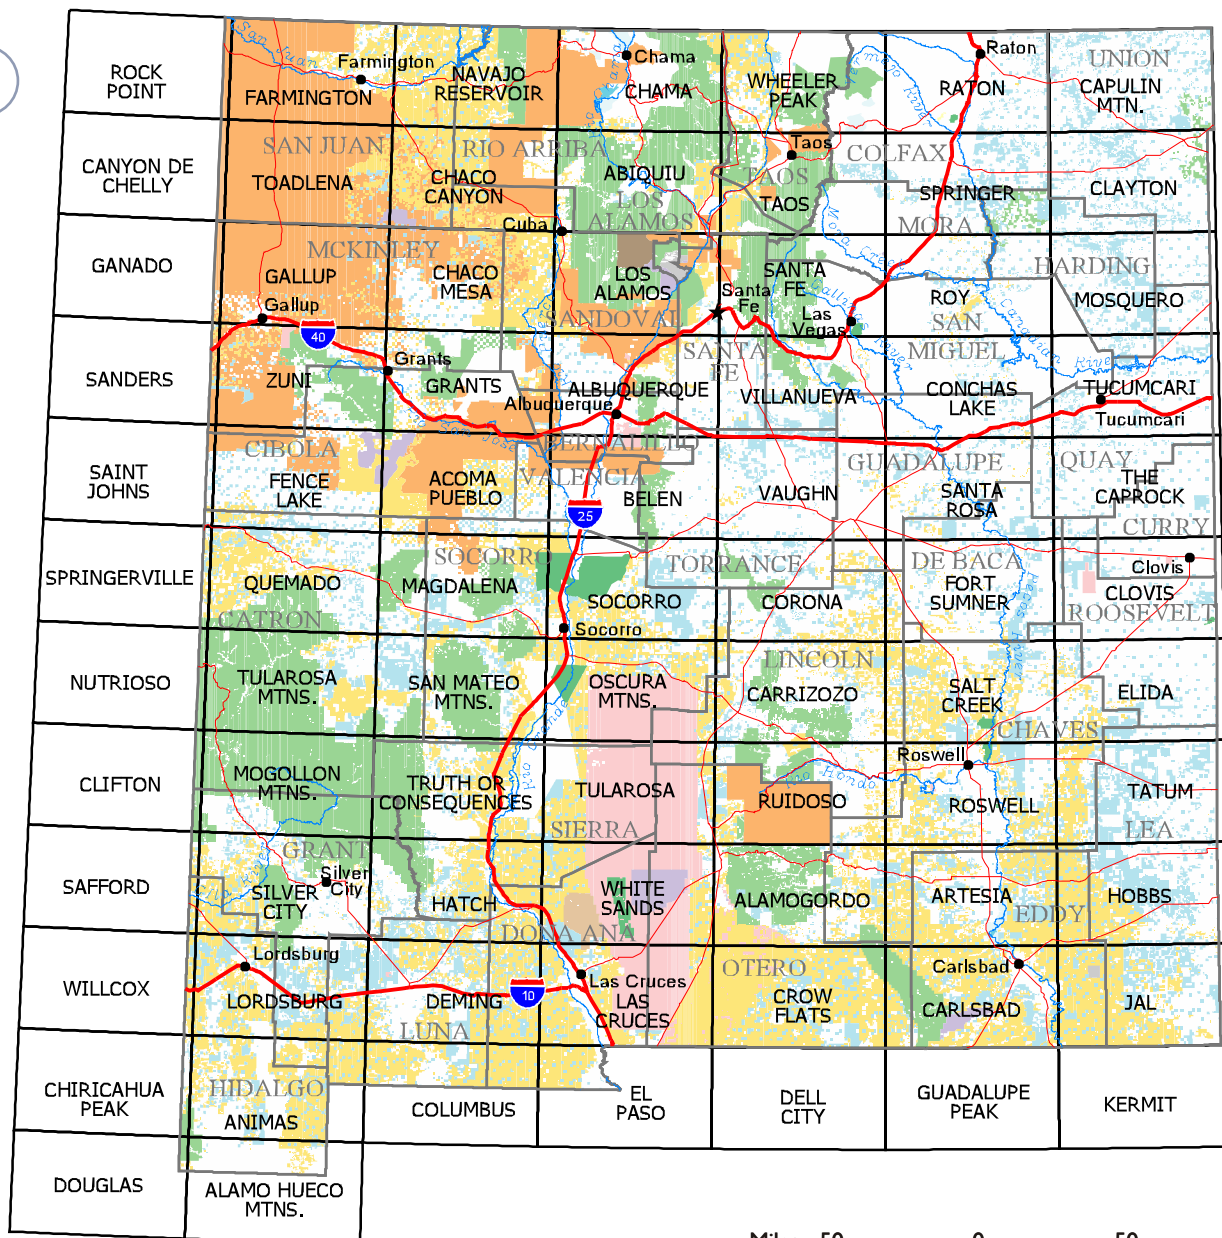 ROCK
POINT
San Juan
Farmington
FARMINGTON
NAVAJO
RESERVOIR
Chama
CHAMA
WHEELER
PEAK
Raton
RATON
UNION
CAPULIN
MTN.
CANYON DE
CHELLY
SAN JUAN
TOADLENA
RIO ARRIBA
CHACO
CANYON
ABIQUIU
LOS
ALAMOS
Taos
TAOS
TAOS
COLFAX
SPRINGER
MORA
CLAYTON
GANADO
MCKINLEY
GALLUP
Gallup
Cuba
CHACO
MESA
LOS
ALAMOS
SANDOVAL
SANTA
FE
Santa
Fe
Las
Vegas
ROY
SAN
MIGUEL
HARDING
MOSQUERO
Canadian River
SANDERS
40
ZUNI
Grants
GRANTS
ALBUQUERQUE
Albuquerque
SANTA
FE
VILLANUEVA
CONCHAS
LAKE
TUCUMCARI
Tucumcari
SAINT
JOHNS
CIBOLA
FENCE
LAKE
ACOMA
PUEBLO
BERNALILLO
VALENCIA
BELEN
25
VAUGHN
GUADALUPE
SANTA
ROSA
QUAY
THE
CAPROCK
CURRY
SPRINGERVILLE
QUEMADO
CATRON
SOCORRO
MAGDALENA
SOCORRO
Socorro
TORRANCE
CORONA
DE BACA
FORT
SUMNER
Clovis
CLOVIS
ROOSEVELT
NUTRIOSO
TULAROSA
MTNS.
SAN MATEO
MTNS.
OSCURA
MTNS.
LINCOLN
CARRIZOZO
SALT
CREEK
CHAVES
ELIDA
CLIFTON
MOGOLLON
MTNS.
TRUTH OR
CONSEQUENCES
TULAROSA
SIERRA
Rio Hondo
RUIDOSO
Roswell
ROSWELL
TATUM
LEA
SAFFORD
GRANT
Silver
City
SILVER
CITY
HATCH
WHITE
SANDS
DONA ANA
ALAMOGORDO
ARTESIA
EDDY
HOBBS
WILLCOX
Lordsburg
LORDSBURG
DEMING
LUNA
10
Las Cruces
LAS
CRUCES
OTERO
CROW
FLATS
Carlsbad
CARLSBAD
JAL
CHIRICAHUA
PEAK
HIDALGO
ANIMAS
COLUMBUS
EL
PASO
DELL
CITY
GUADALUPE
PEAK
KERMIT
DOUGLAS
ALAMO HUECO
MTNS.